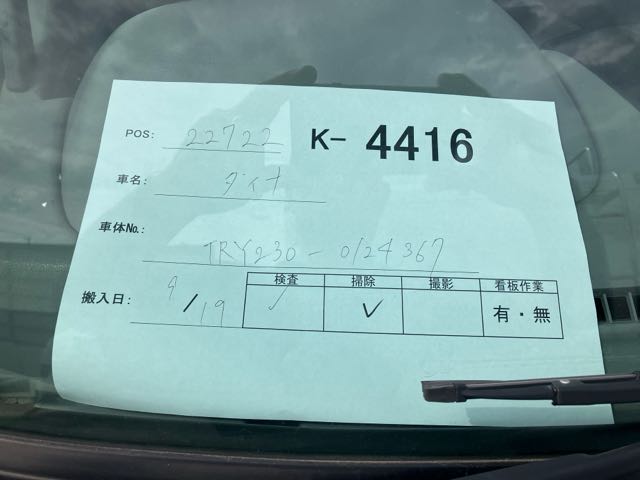 POS: 22722 K- 4416
車名: ダイナ
車体No.:
TRY230-0124367
搬入日: 9/19
検査 掃除 撮影 看板作業
✓ ✓ 有・無